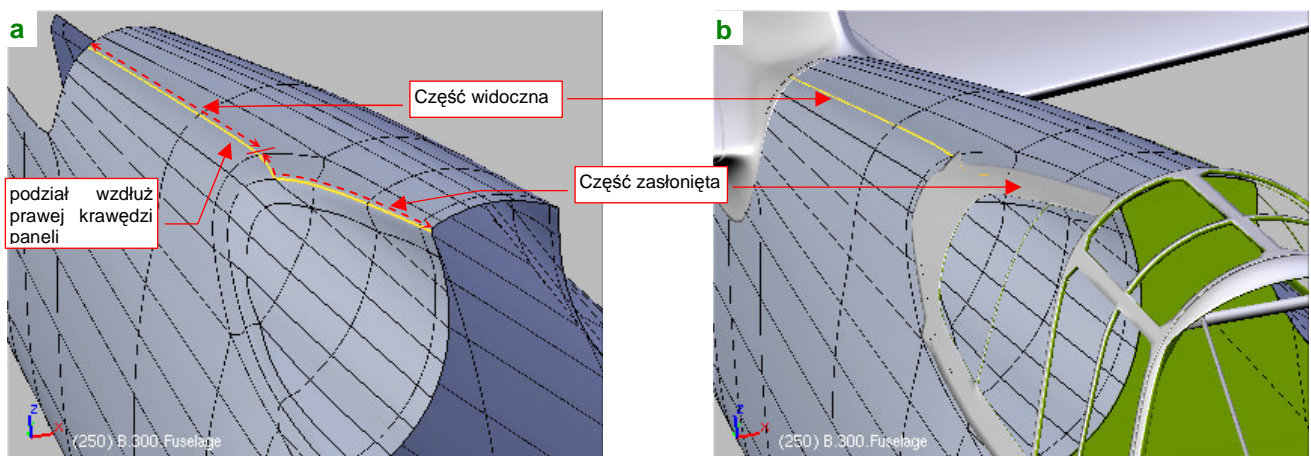 a
b
Część widoczna
podział wzdłuż
prawej krawędzi
paneli
Część zasłonięta
z
x
(250) B.300.Fuselage
z
x
(250) B.300.Fuselage